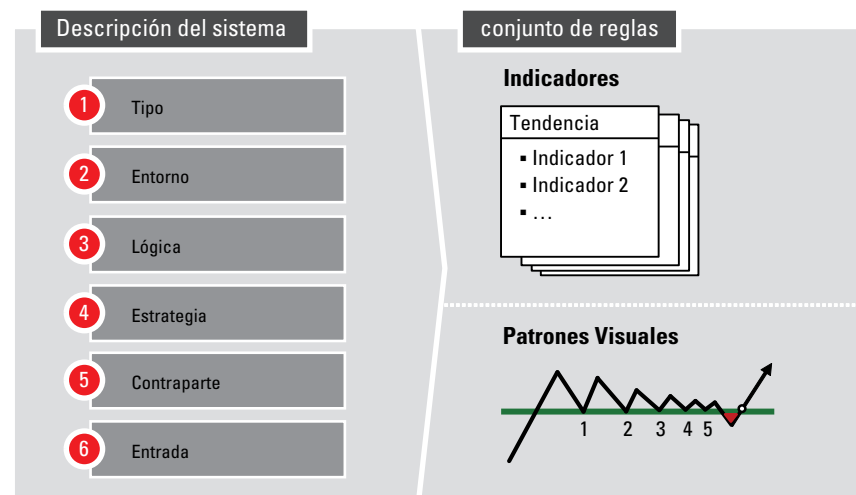 Descripción del sistema
1 Tipo
2 Entorno
3 Lógica
4 Estrategia
5 Contraparte
6 Entrada
conjunto de reglas
Indicadores
Tendencia
▪ Indicador 1
▪ Indicador 2
▪ ...
Patrones Visuales
1 2 3 4 5